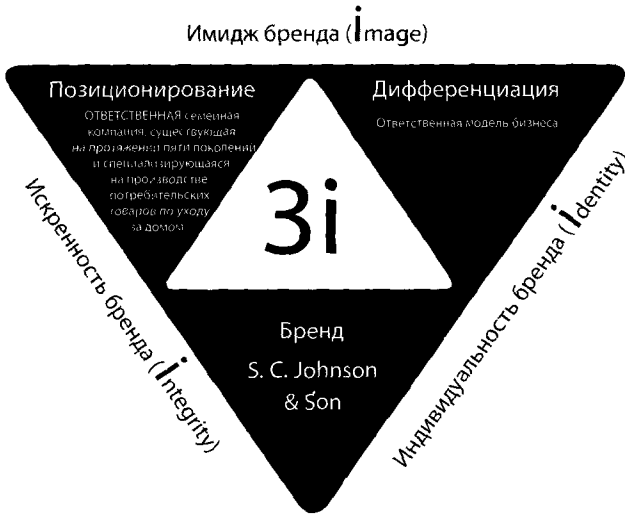 Имидж бренда (image)
Позиционирование
ОТВЕТСТВЕННАЯ семейная
компания, существующая
на протяжении пяти поколений
и специализирующаяся
на производстве
потребительских
товаров по уходу
за домом
Дифференциация
Ответственная модель бизнеса
3i
Искренность бренда (integrity)
Индивидуальность бренда (identity)
Бренд
S. C. Johnson
& Son